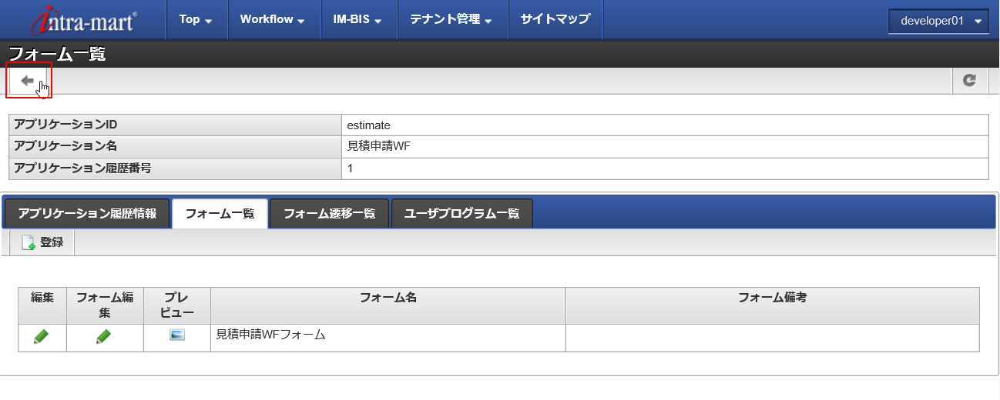 intra-mart®
Top
Workflow
IM-BIS
テナント管理
サイトマップ
developer01
フォーム一覧
アプリケーションID
estimate
アプリケーション名
見積申請WF
アプリケーション履歴番号
1
アプリケーション履歴情報
フォーム一覧
フォーム遷移一覧
ユーザプログラム一覧
登録
編集
フォーム編
集
プレ
ビュー
フォーム名
フォーム備考
見積申請WFフォーム